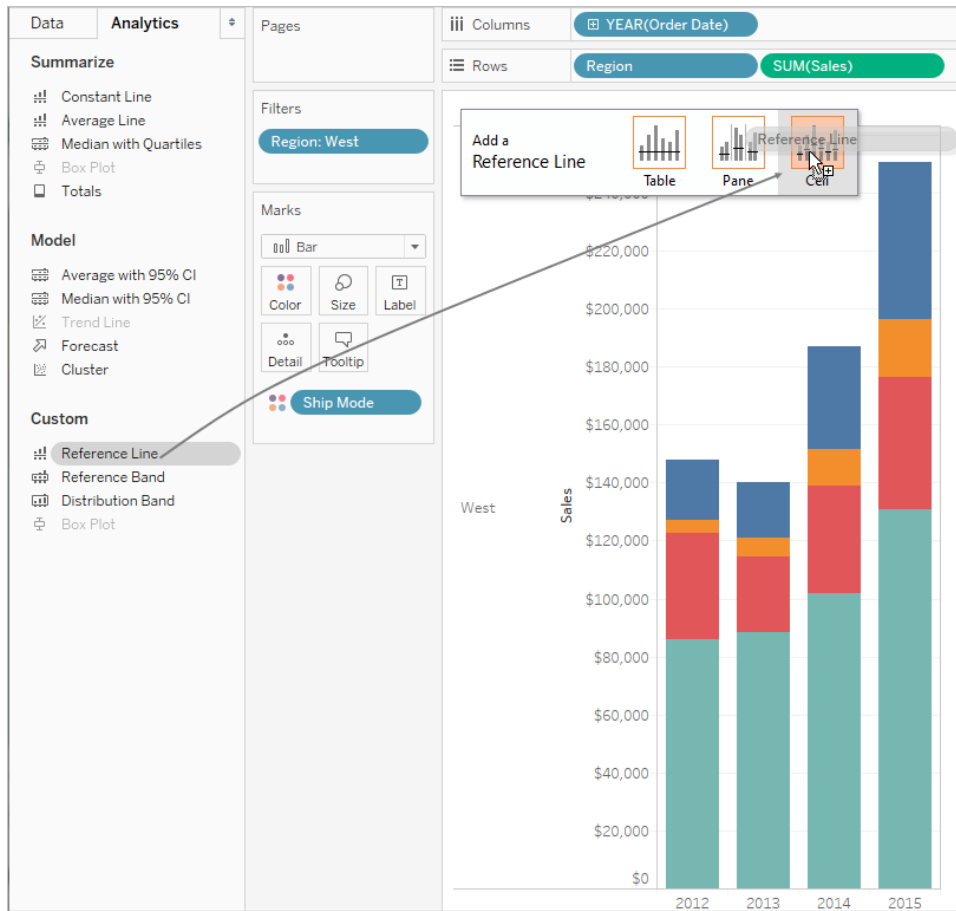 Data
Analytics
Summarize
Constant Line
Average Line
Median with Quartiles
Box Plot
Totals
Model
Average with 95% CI
Median with 95% CI
Trend Line
Forecast
Cluster
Custom
Reference Line
Reference Band
Distribution Band
Box Plot
Pages
Filters
Region: West
Marks
Bar
Color
Size
T
Label
Detail
Tooltip
Ship Mode
Columns
YEAR(Order Date)
Rows
Region
SUM(Sales)
Add a
Reference Line
Table
Pane
Cell
Reference Line
West
Sales
$240,000
$220,000
$200,000
$180,000
$160,000
$140,000
$120,000
$100,000
$80,000
$60,000
$40,000
$20,000
$0
2012
2013
2014
2015